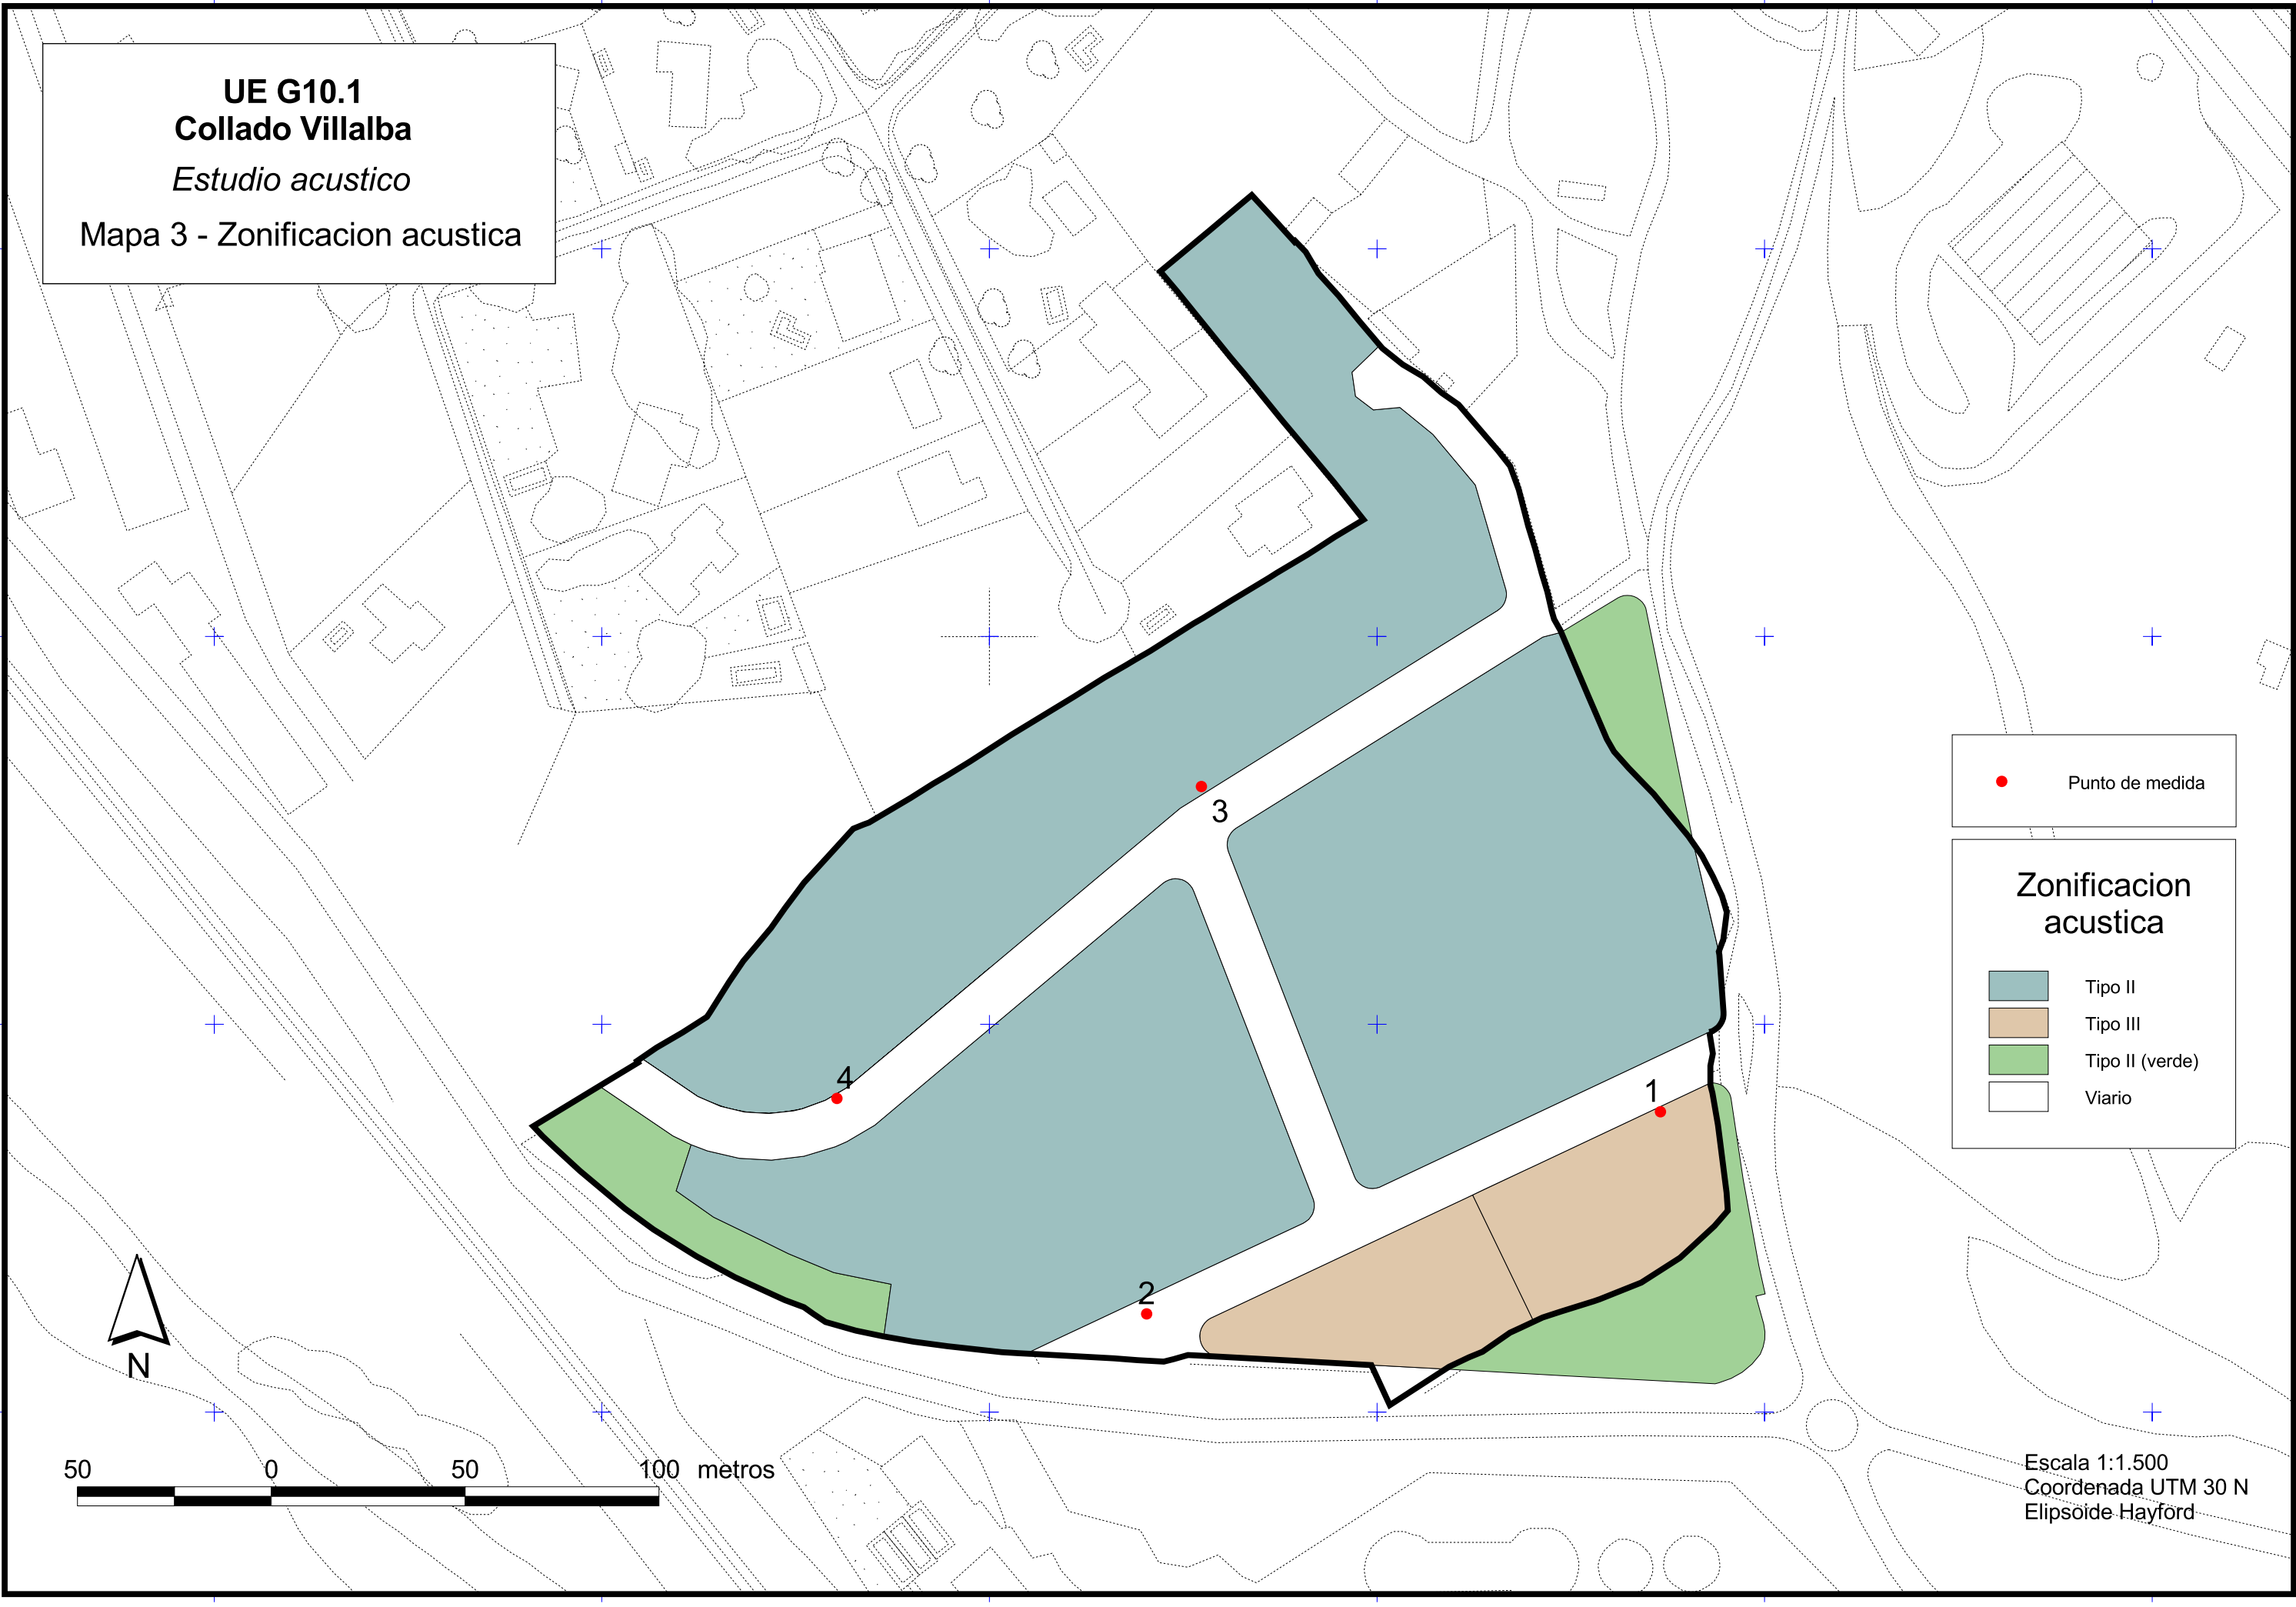 UE G10.1
Collado Villalba
Estudio acustico
Mapa 3 - Zonificacion acustica
3
4
1
2
Punto de medida
Zonificacion
acustica
Tipo II
Tipo III
Tipo II (verde)
Viario
N
50 0 50 100 metros
Escala 1:1.500
Coordenada UTM 30 N
Elipsoide Hayford